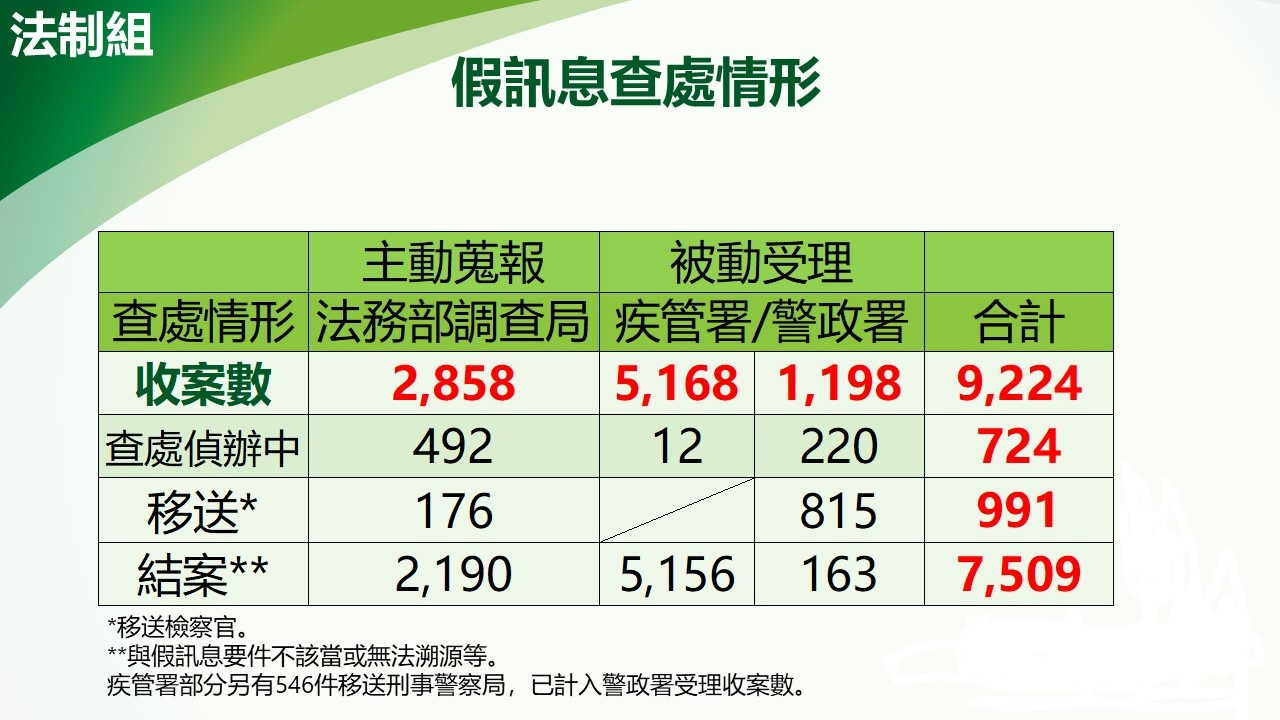 法制組
假訊息查處情形
主動蒐報 被動受理
查處情形 法務部調查局 疾管署/警政署 合計
收案數 2,858 5,168 1,198 9,224
查處偵辦中 492 12 220 724
移送* 176 815 991
結案** 2,190 5,156 163 7,509
*移送檢察官。
**與假訊息要件不該當或無法溯源等。
疾管署部分另有546件移送刑事警察局，已計入警政署受理收案數。